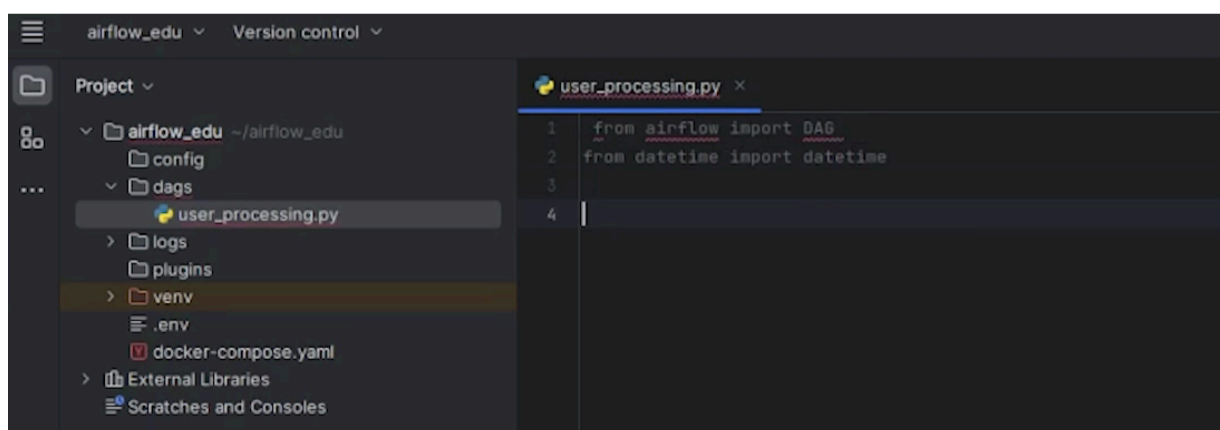 airflow_edu Version control
Project
airflow_edu ~/airflow_edu
config
dags
user_processing.py
logs
plugins
venv
.env
docker-compose.yaml
External Libraries
Scratches and Consoles
user_processing.py
1 from airflow import DAG
2 from datetime import datetime
3
4